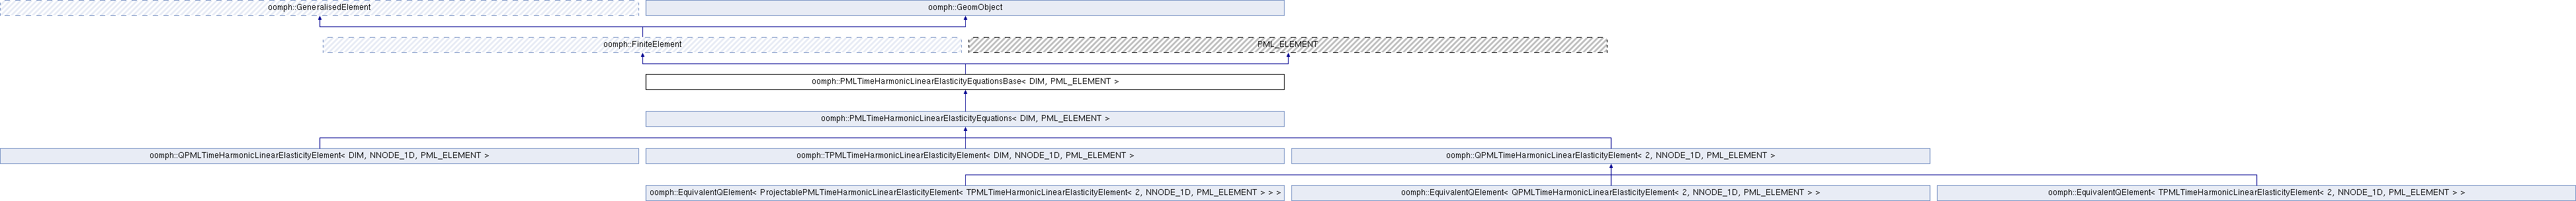 oomph::GeneralisedElement
oomph::GeomObject
oomph::FiniteElement
PML_ELEMENT
oomph::PMLTimeHarmonicLinearElasticityEquationsBase< DIM, PML_ELEMENT >
oomph::PMLTimeHarmonicLinearElasticityEquations< DIM, PML_ELEMENT >
oomph::QPMLTimeHarmonicLinearElasticityElement< DIM, NNODE_1D, PML_ELEMENT >
oomph::TPMLTimeHarmonicLinearElasticityElement< DIM, NNODE_1D, PML_ELEMENT >
oomph::QPMLTimeHarmonicLinearElasticityElement< 2, NNODE_1D, PML_ELEMENT >
oomph::EquivalentQElement< ProjectablePMLTimeHarmonicLinearElasticityElement< TPMLTimeHarmonicLinearElasticityElement< 2, NNODE_1D, PML_ELEMENT > > >
oomph::EquivalentQElement< QPMLTimeHarmonicLinearElasticityElement< 2, NNODE_1D, PML_ELEMENT > >
oomph::EquivalentQElement< TPMLTimeHarmonicLinearElasticityElement< 2, NNODE_1D, PML_ELEMENT > >